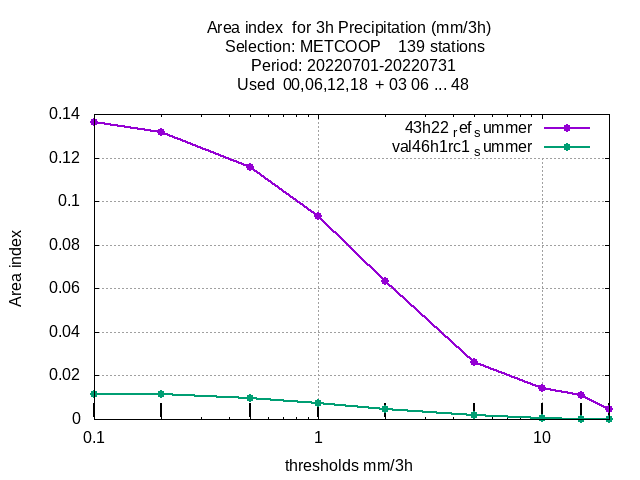 Area index  for 3h Precipitation (mm/3h)
Selection: METCOOP    139 stations
Period: 20220701-20220731
Used  00,06,12,18  + 03 06 ... 48
43h22 ref summer
val46h1rc1 summer
0.14
0.12
0.1
0.08
0.06
0.04
0.02
0
Area index
0.1 1 10
thresholds mm/3h